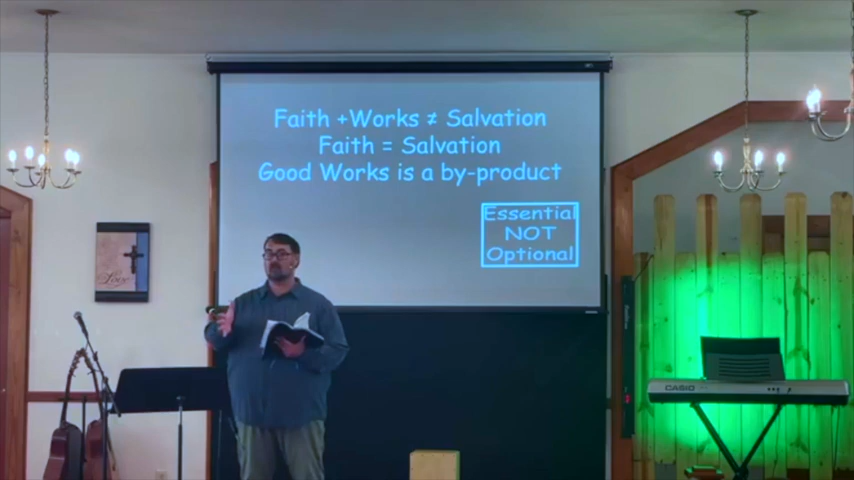 Faith +Works ≠ Salvation
Faith = Salvation
Good Works is a by-product
Essential
NOT
Optional
CASIO